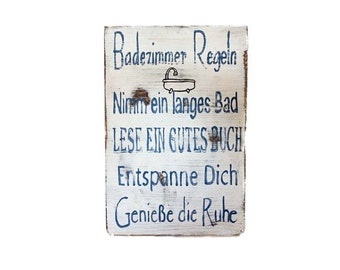 Badezimmer Regeln
Nimm ein langes Bad
LESE EIN GUTES BUCH
Entspanne Dich
Genieße die Ruhe